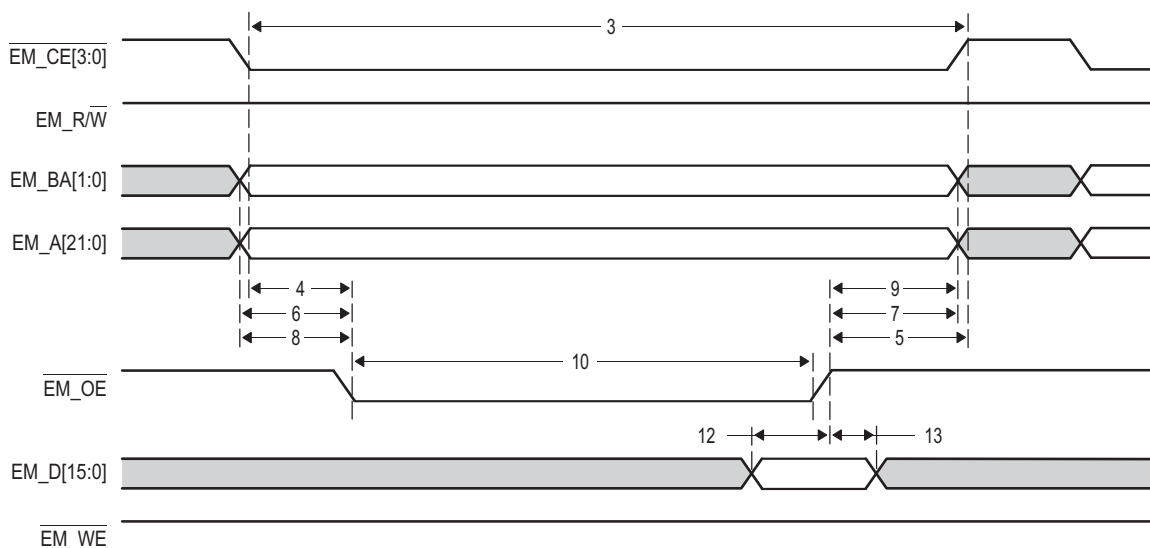 3
EM_CE[3:0]
EM_R/W
EM_BA[1:0]
EM_A[21:0]
4 9
6 7
8 5
10
EM_OE
12 13
EM_D[15:0]
EM_WE